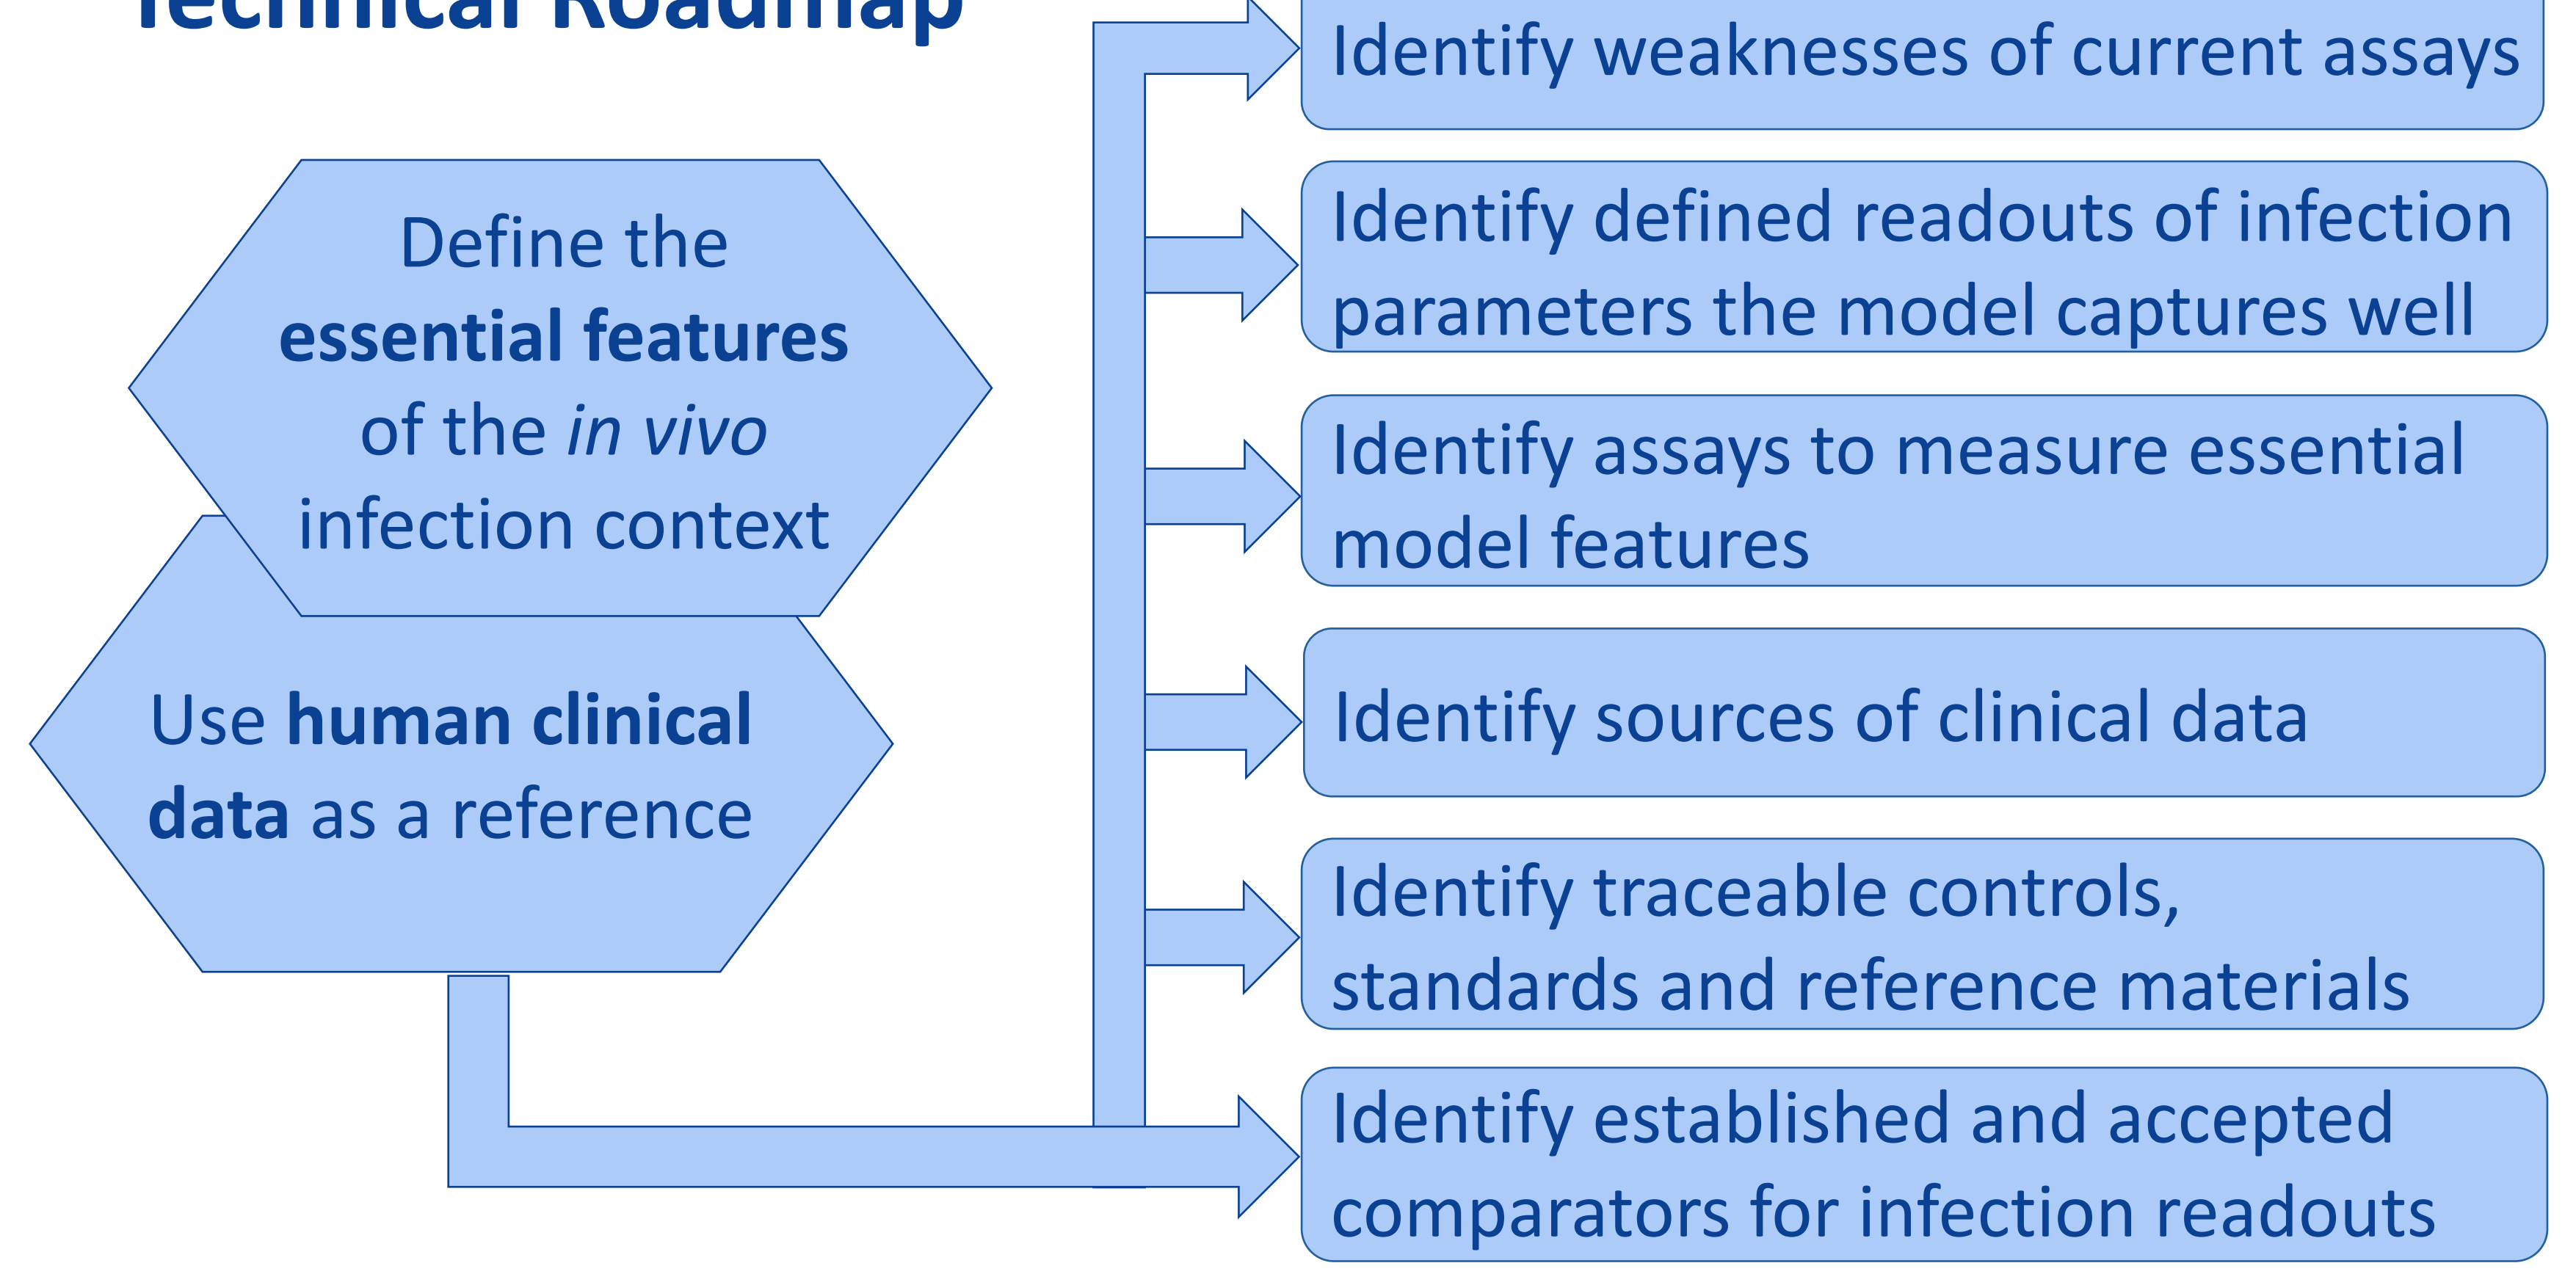 Technical Roadmap
Define the
essential features
of the in vivo
infection context
Use human clinical
data as a reference
Identify weaknesses of current assays
Identify defined readouts of infection
parameters the model captures well
Identify assays to measure essential
model features
Identify sources of clinical data
Identify traceable controls,
standards and reference materials
Identify established and accepted
comparators for infection readouts